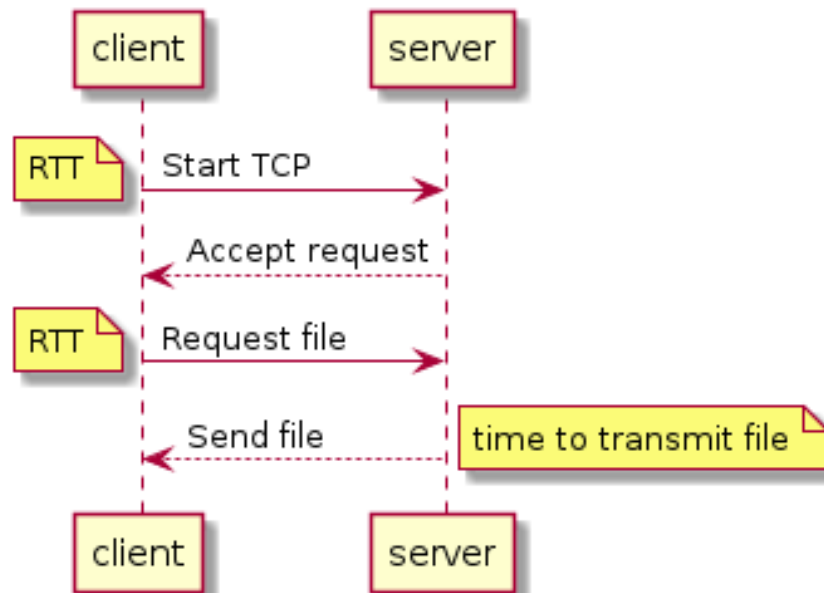 client
server
RTT
Start TCP
Accept request
RTT
Request file
Send file
time to transmit file
client
server